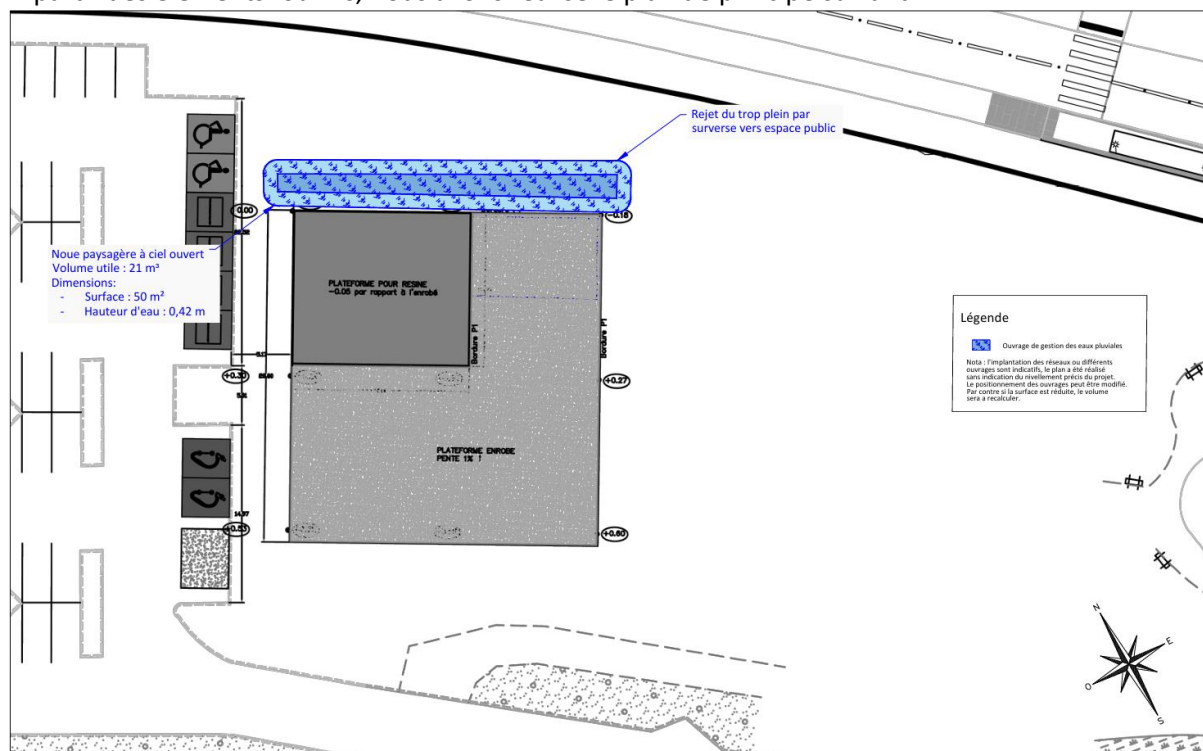 Rejet du trop plein par
surverse vers espace public
0.00
-0.18
Noue paysagère à ciel ouvert
Volume utile : 21 m³
Dimensions:
- Surface : 50 m²
- Hauteur d'eau : 0,42 m
PLATEFORME POUR RESINE
-0.05 par rapport à l'enrobé
Bordure P1
Bordure P1
+0.30
+0.27
PLATEFORME ENROBE
PENTE 1%
14.97
+0.53
+0.60
Légende
Ouvrage de gestion des eaux pluviales
Nota : l'implantation des réseaux ou différents
ouvrages sont indicatifs, le plan a été réalisé
sans indication du nivellement précis du projet.
Le positionnement des ouvrages peut être modifié.
Par contre si la surface est réduite, le volume
sera a recalculer.
N
E
O
S